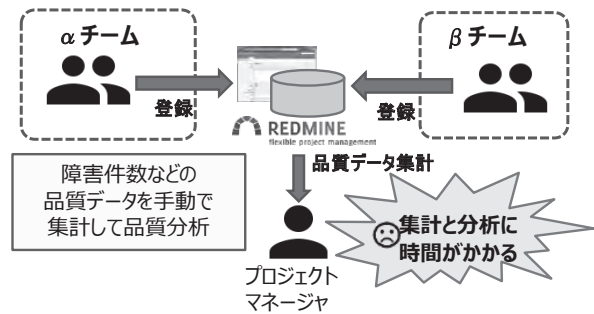 αチーム
βチーム
登録
登録
REDMINE
flexible project management
品質データ集計
障害件数などの
品質データを手動で
集計して品質分析
集計と分析に
時間がかかる
プロジェクト
マネージャ